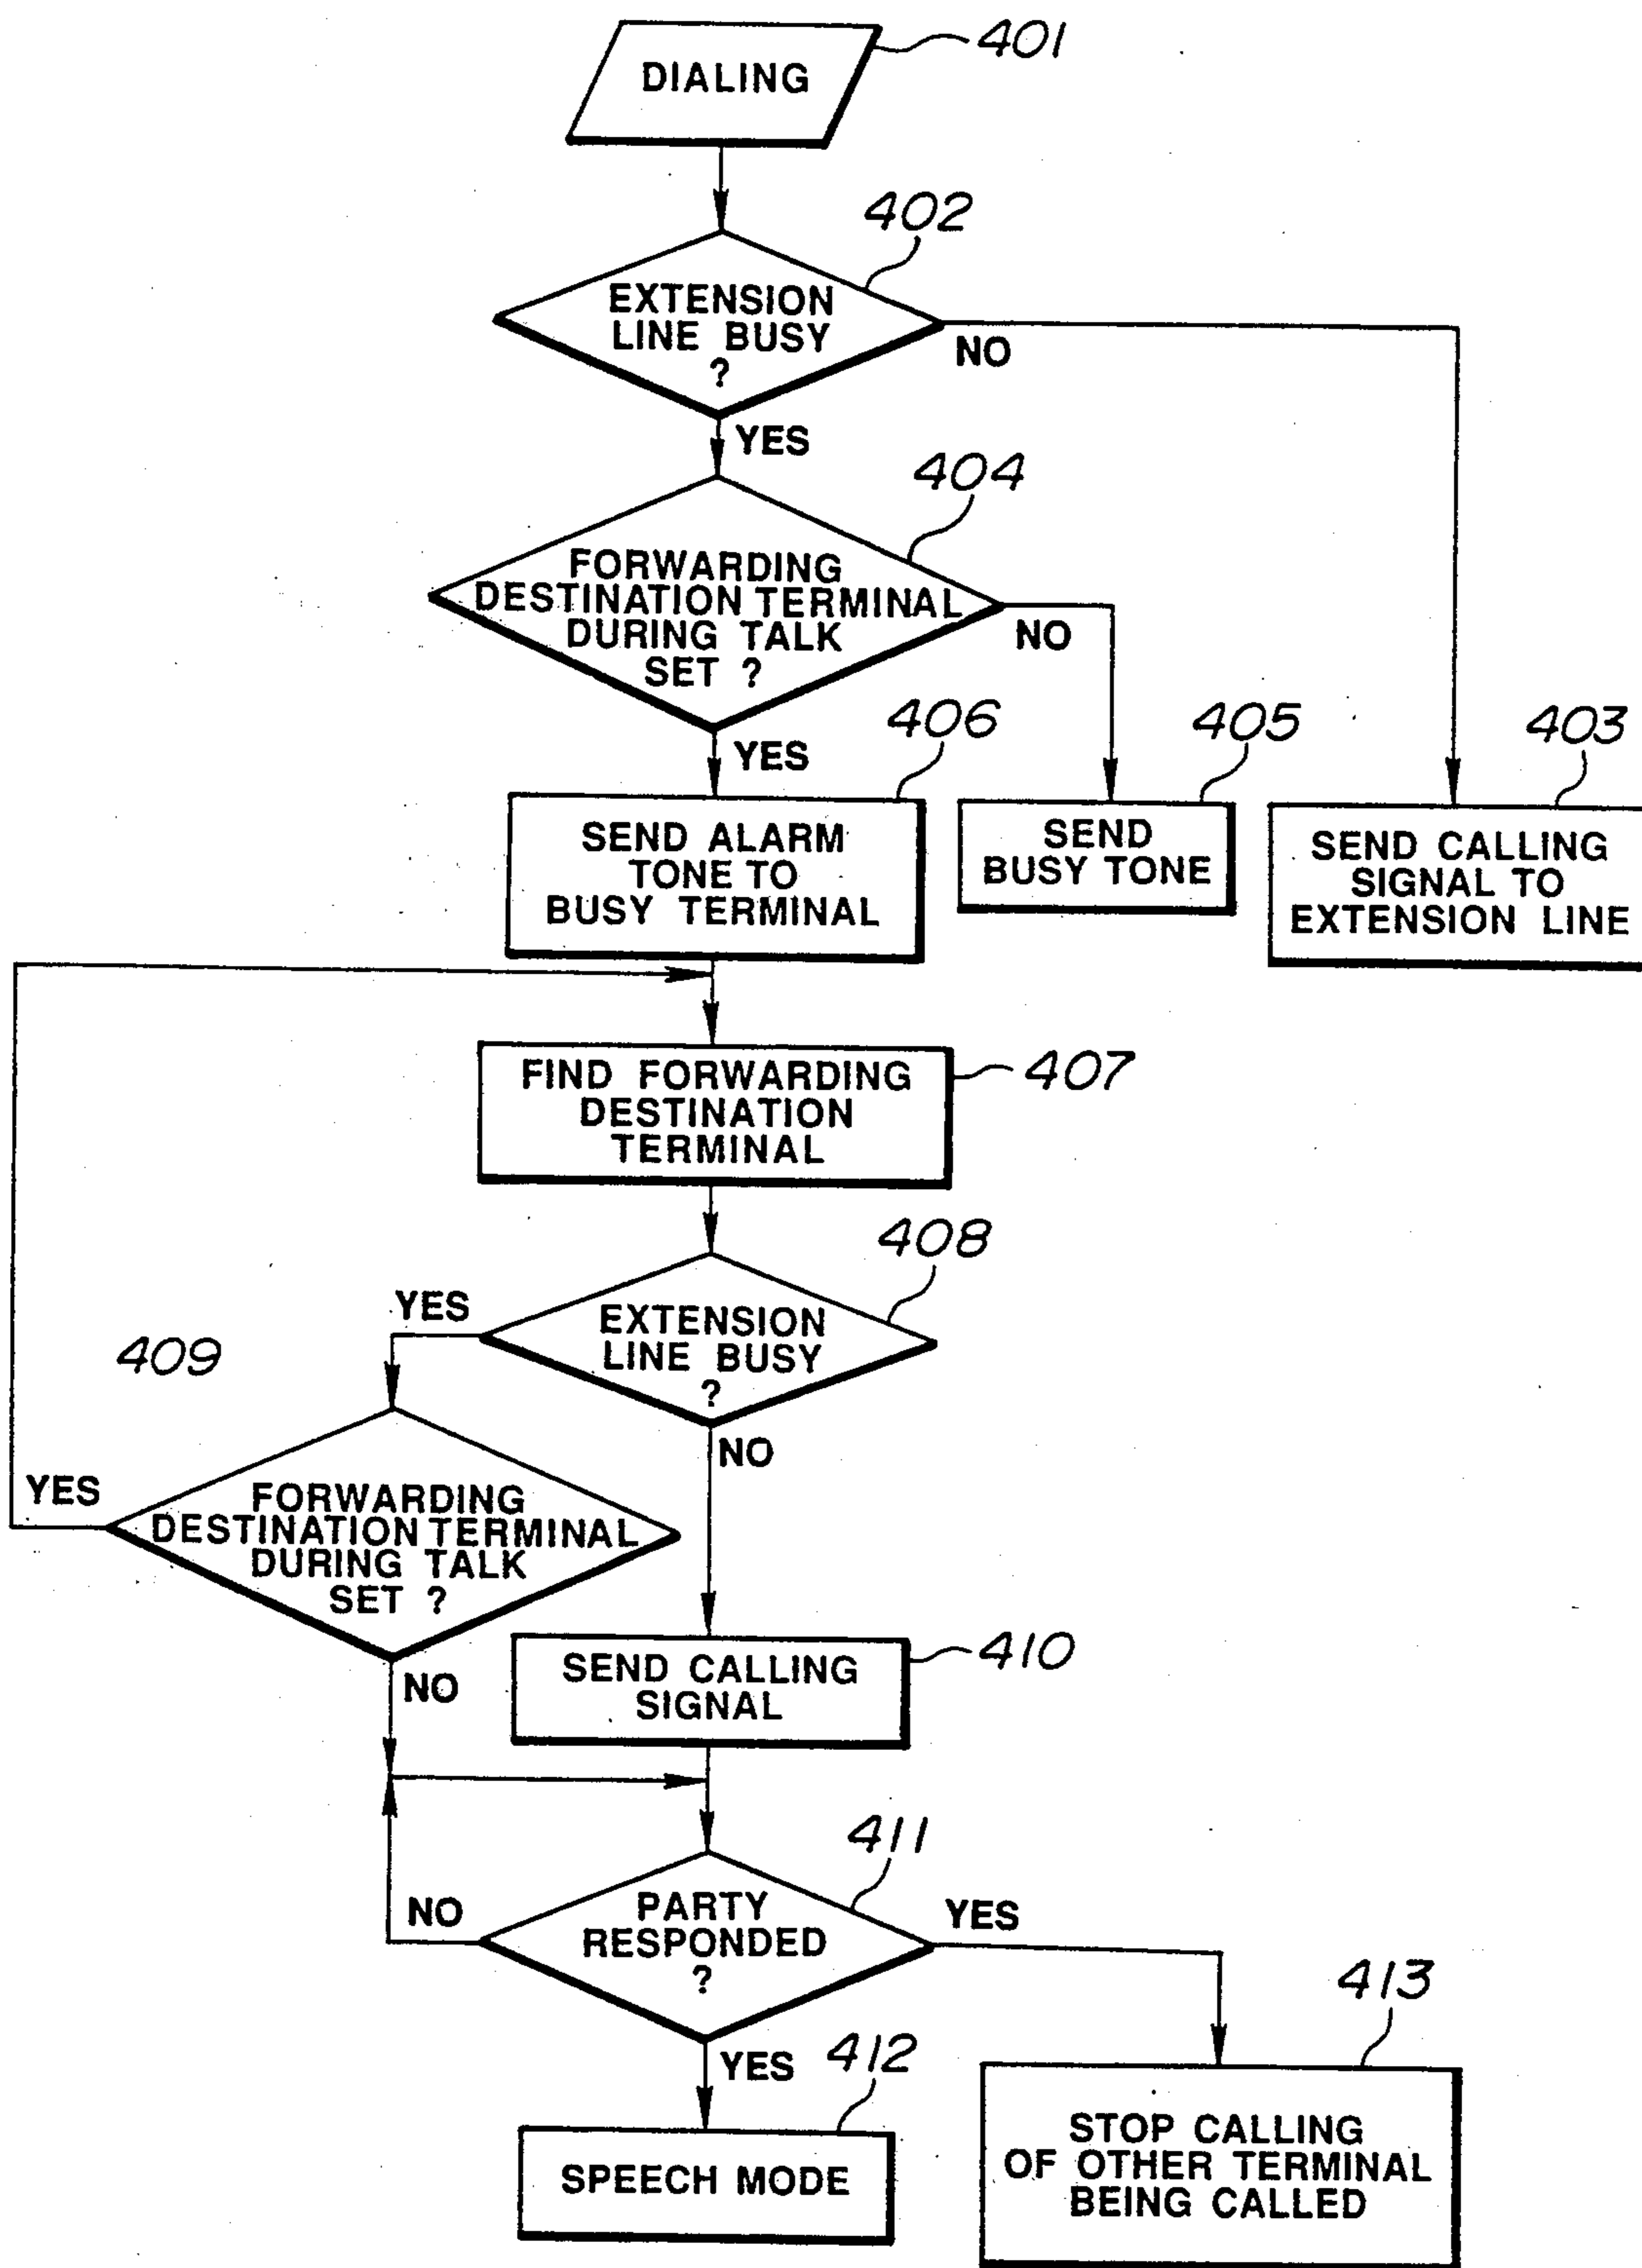 401
DIALING
402
EXTENSION
LINE BUSY
?
NO
YES
404
FORWARDING
DESTINATION TERMINAL
DURING TALK
SET ?
NO
YES
406
405
403
SEND ALARM
TONE TO
BUSY TERMINAL
SEND
BUSY TONE
SEND CALLING
SIGNAL TO
EXTENSION LINE
FIND FORWARDING
DESTINATION
TERMINAL
407
408
YES
EXTENSION
LINE BUSY
?
NO
409
YES
FORWARDING
DESTINATION TERMINAL
DURING TALK
SET ?
NO
SEND CALLING
SIGNAL
410
411
NO
PARTY
RESPONDED
?
YES
YES
412
413
SPEECH MODE
STOP CALLING
OF OTHER TERMINAL
BEING CALLED